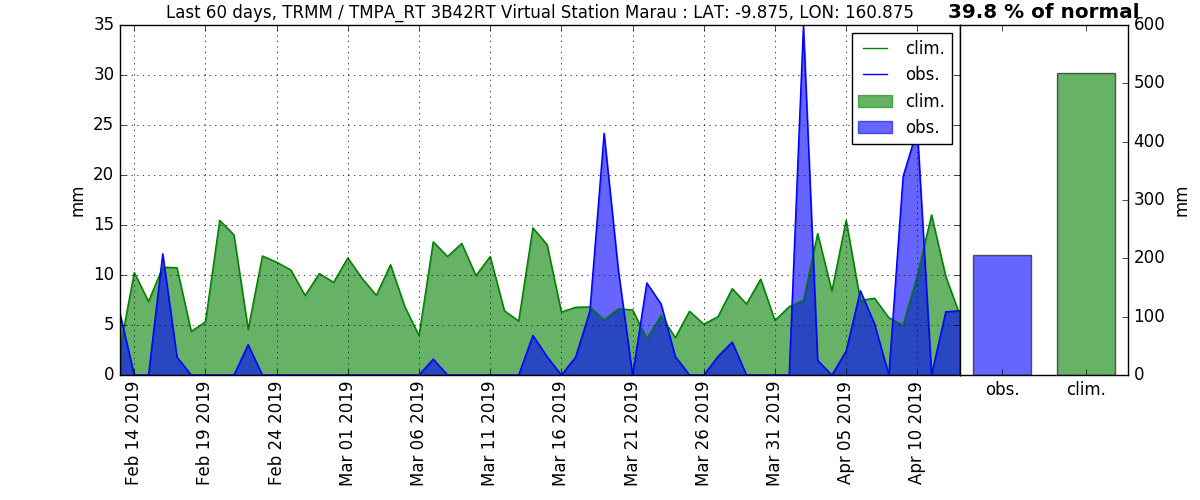 Last 60 days, TRMM / TMPA_RT 3B42RT Virtual Station Marau : LAT: -9.875, LON: 160.875
39.8 % of normal
35
30
25
20
15
10
5
0
mm
clim.
obs.
clim.
obs.
600
500
400
300
200
100
0
mm
Feb 14 2019
Feb 19 2019
Feb 24 2019
Mar 01 2019
Mar 06 2019
Mar 11 2019
Mar 16 2019
Mar 21 2019
Mar 26 2019
Mar 31 2019
Apr 05 2019
Apr 10 2019
obs.
clim.